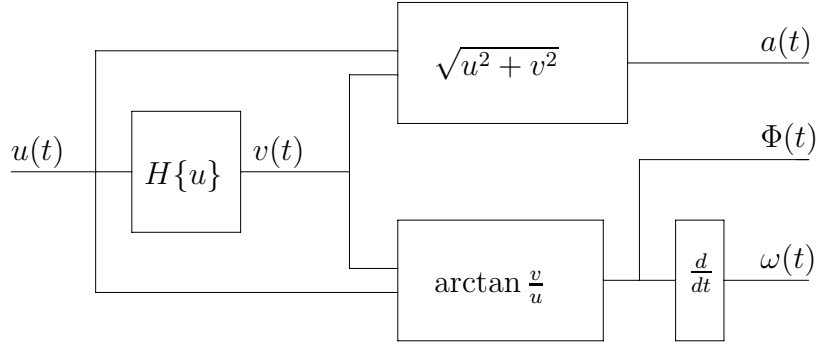 √(u² + v²)
a(t)
u(t)
H{u}
v(t)
Φ(t)
arctan v/u
d/dt
ω(t)